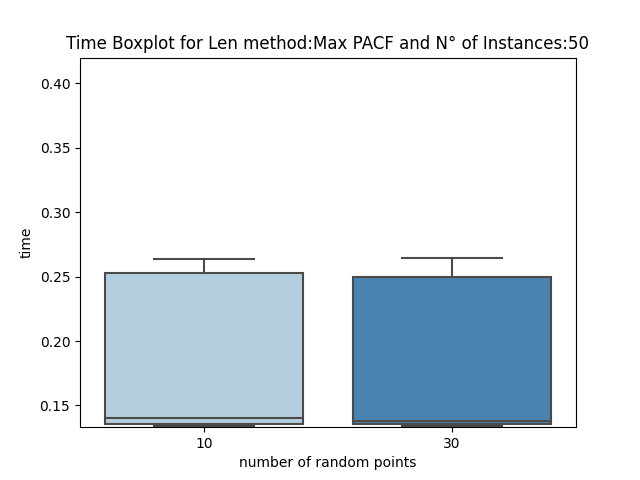 Time Boxplot for Len method:Max PACF and N° of Instances:50
0.40
0.35
0.30
0.25
0.20
0.15
time
10
30
number of random points